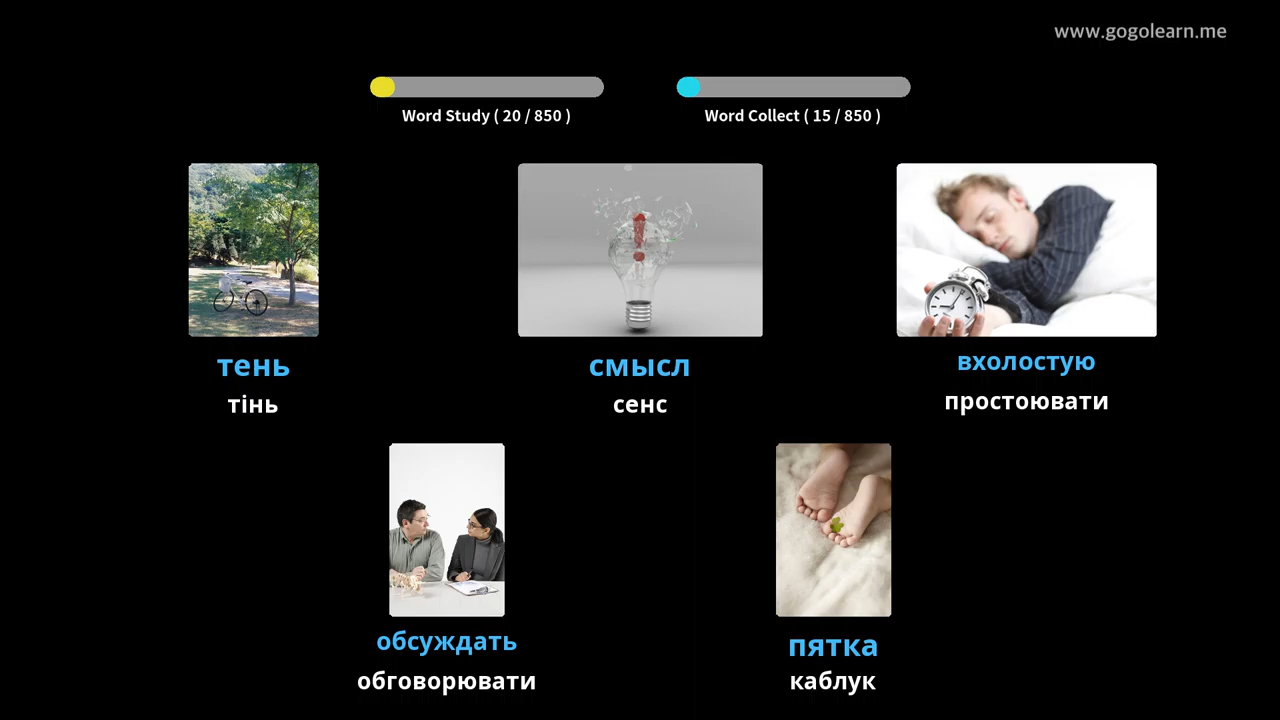 www.gogolearn.me
Word Study ( 20 / 850 )
Word Collect ( 15 / 850 )
тень
тінь
смысл
сенс
вхолостую
простоювати
обсуждать
обговорювати
пятка
каблук